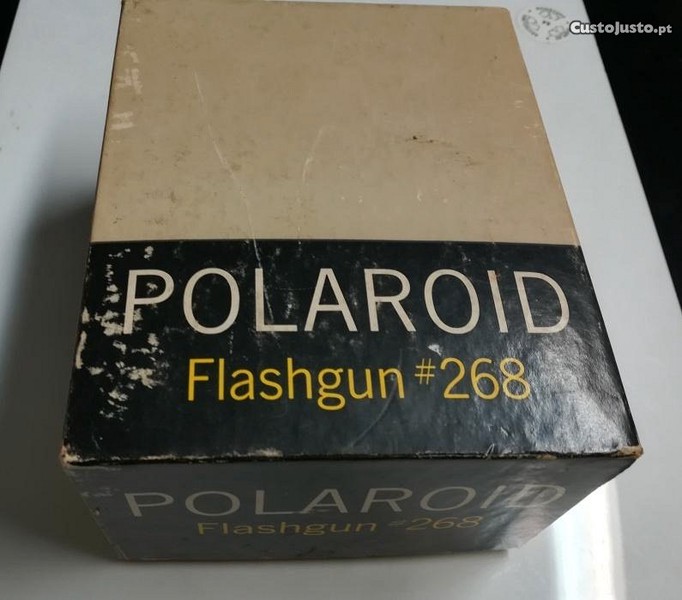 CustoJusto.pt
POLAROID
Flashgun #268
POLAROID
Flashgun #268